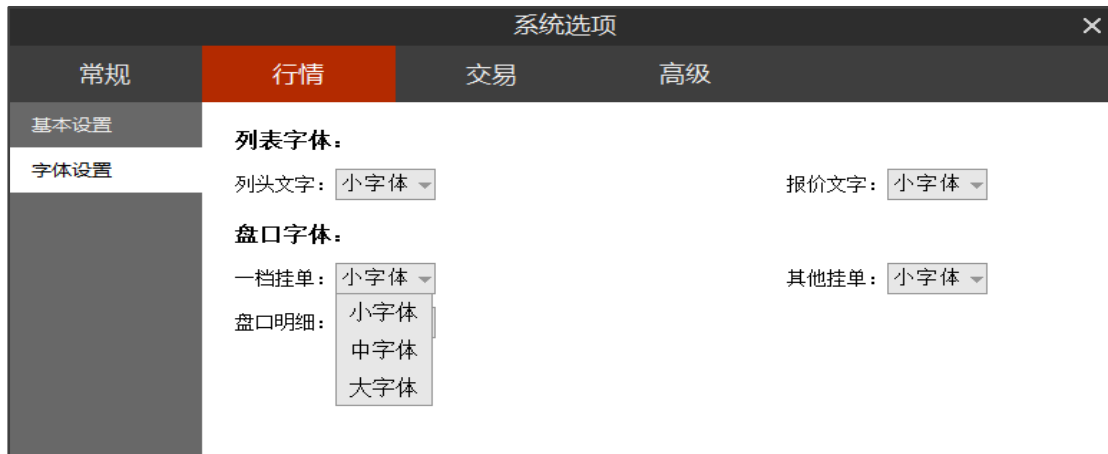 系统选项
常规 行情 交易 高级
基本设置
字体设置
列表字体：
列头文字： 小字体 报价文字： 小字体
盘口字体：
一档挂单： 小字体 其他挂单： 小字体
盘口明细： 小字体
中字体
大字体